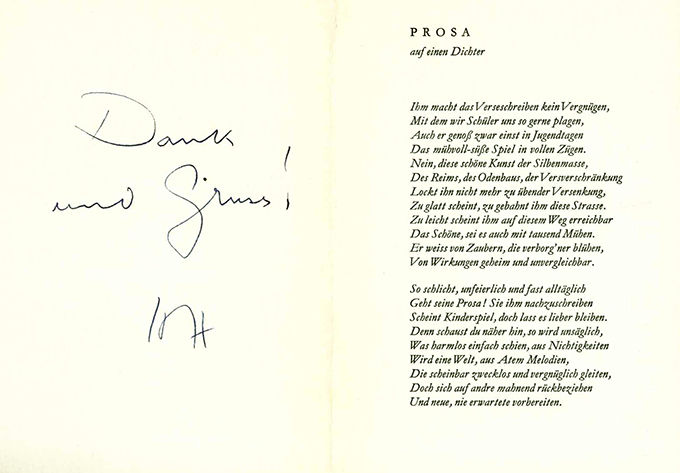 Dank
und Gruss!
HH
PROSA
auf einen Dichter
Ihm macht das Verseschreiben kein Vergnügen,
Mit dem wir Schüler uns so gerne plagen,
Auch er genoß zwar einst in Jugendtagen
Das mühvoll-süße Spiel in vollen Zügen.
Nein, diese schöne Kunst der Silbenmasse,
Des Reims, des Odenbaus, der Versverschränkung
Lockt ihn nicht mehr zu übender Versenkung,
Zu glatt scheint, zu gebahnt ihm diese Strasse.
Zu leicht scheint ihm auf diesem Weg erreichbar
Das Schöne, sei es auch mit tausend Mühen.
Er weiss von Zaubern, die verborg'ner blühen,
Von Wirkungen geheim und unvergleichbar.
So schlicht, unfeierlich und fast alltäglich
Geht seine Prosa! Sie ihm nachzuschreiben
Scheint Kinderspiel, doch lass es lieber bleiben.
Denn schaust du näher hin, so wird unsäglich,
Was harmlos einfach schien, aus Nichtigkeiten
Wird eine Welt, aus Atem Melodien,
Die scheinbar zwecklos und vergnüglich gleiten,
Doch sich auf andre mahnend rückbeziehen
Und neue, nie erwartete vorbereiten.